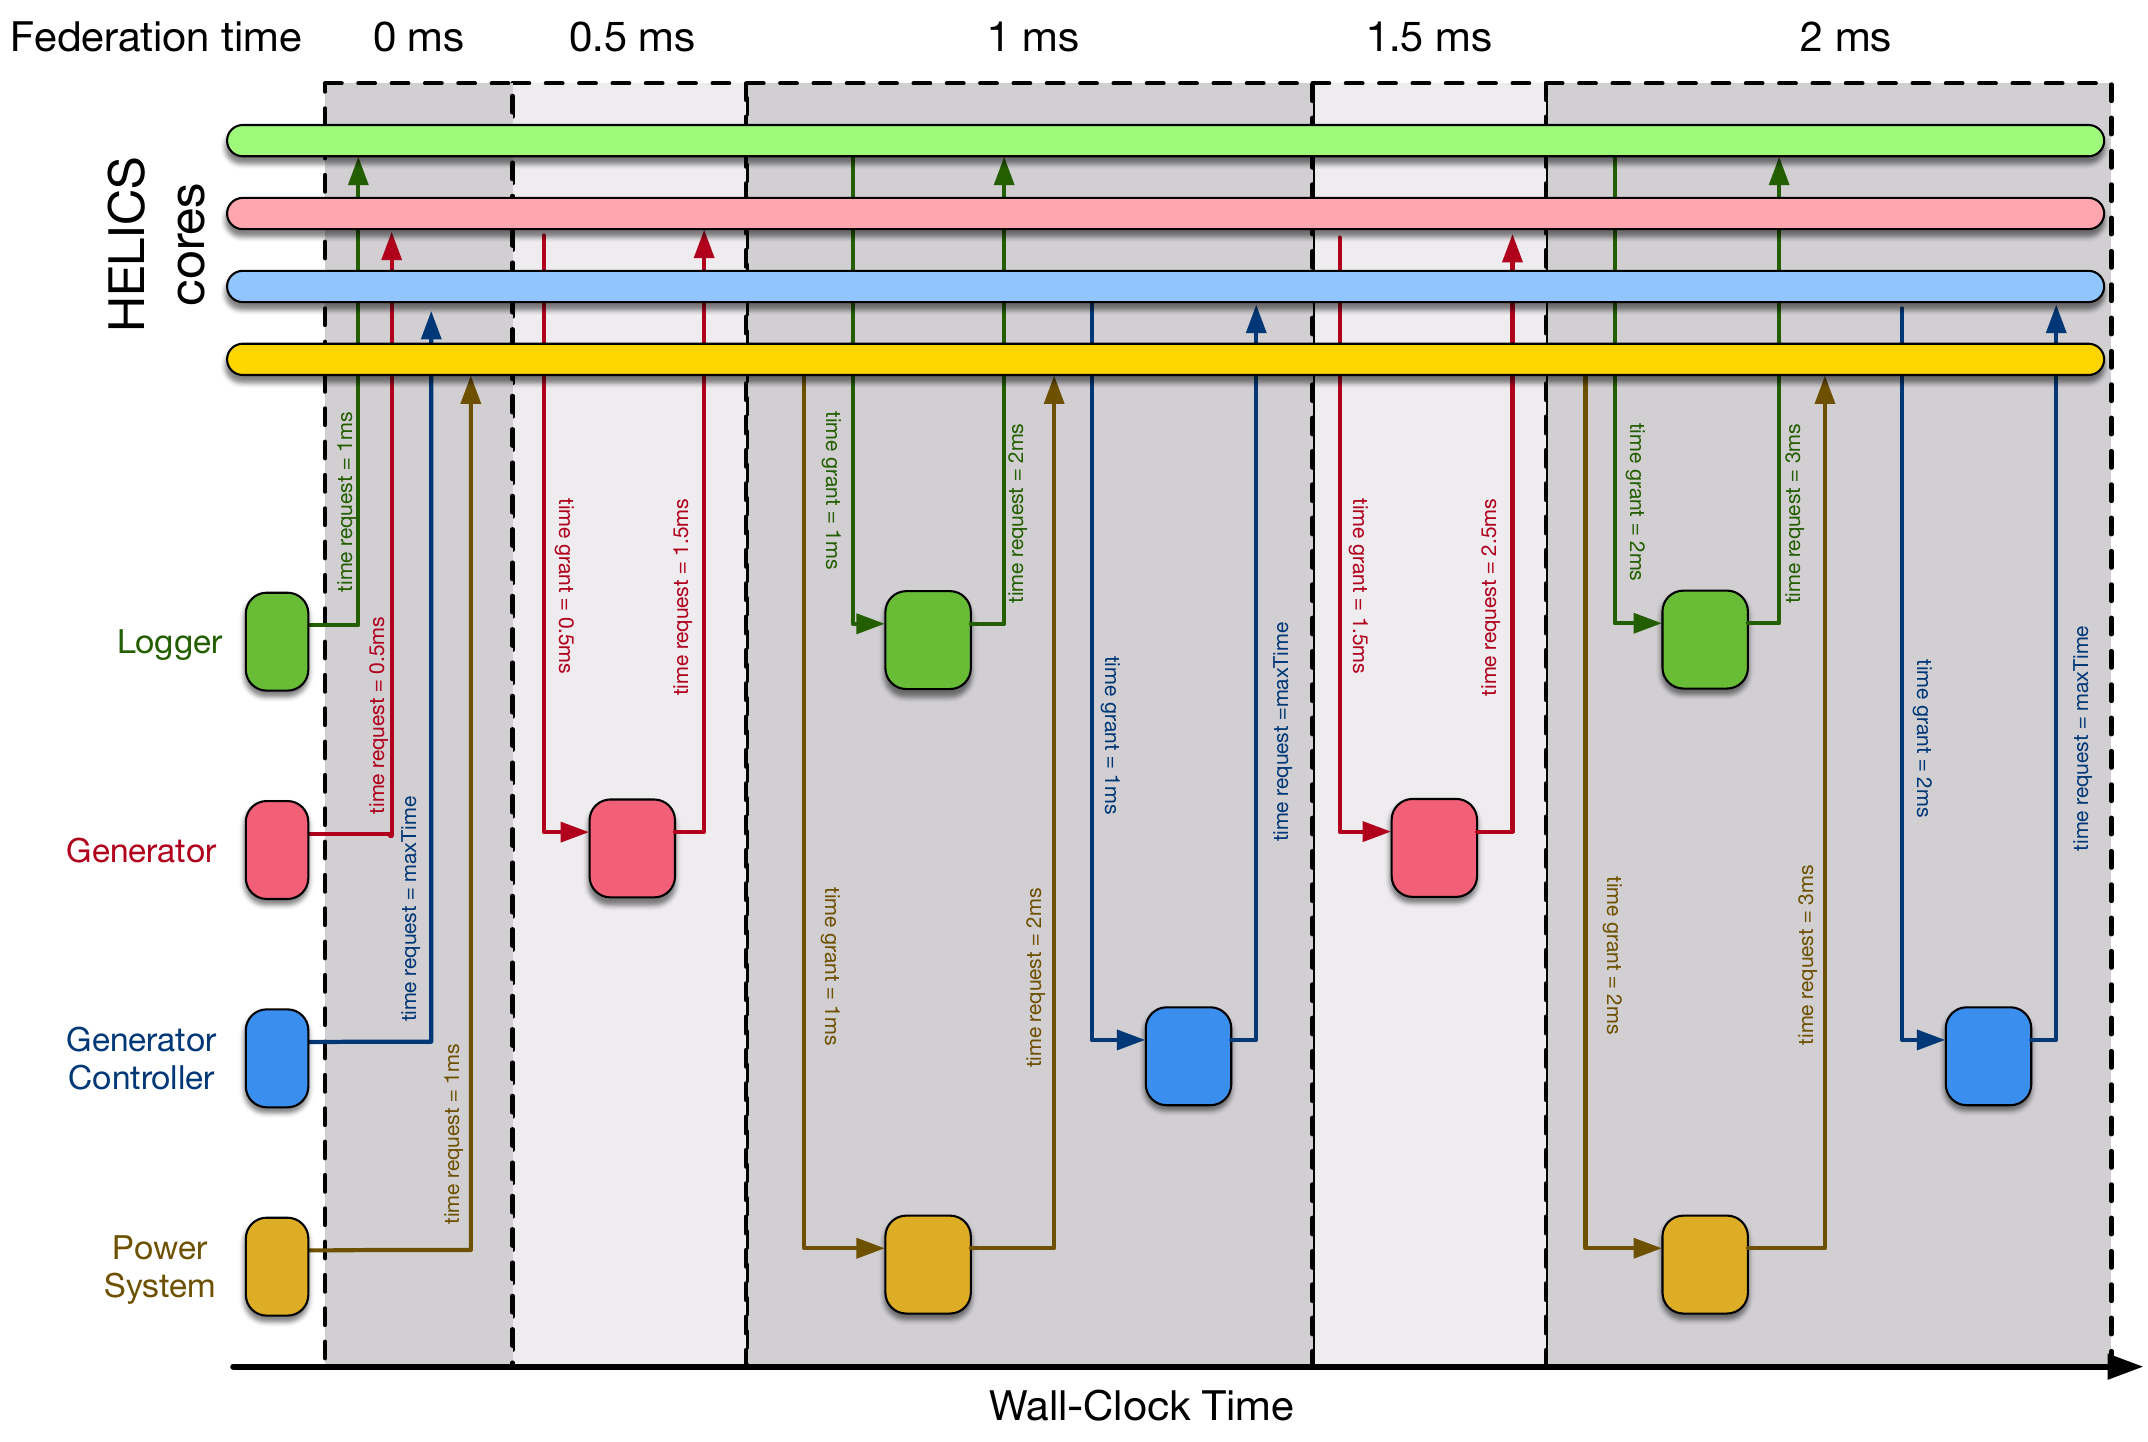 Federation time
0 ms
0.5 ms
1 ms
1.5 ms
2 ms
HELICS
cores
Logger
Generator
Generator
Controller
Power
System
time request = 1ms
time request = 0.5ms
time request = maxTime
time request = 1ms
time grant = 0.5ms
time request = 1.5ms
time grant = 1ms
time request = 2ms
time grant = 1ms
time request = 2ms
time grant = 1ms
time request =maxTime
time grant = 1.5ms
time request = 2.5ms
time grant = 2ms
time request = 3ms
time grant = 2ms
time request = 3ms
time grant = 2ms
time request = maxTime
Wall-Clock Time